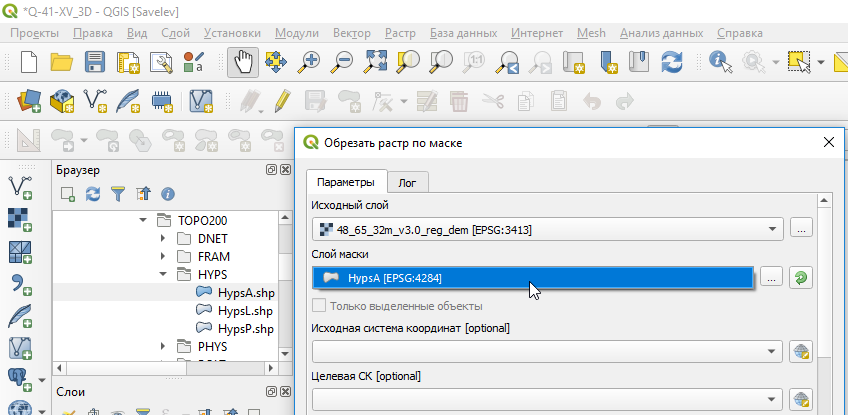 *Q-41-XV_3D - QGIS [Savelev]
Проекты Правка Вид Слой Установки Модули Вектор Растр База данных Интернет Mesh Анализ данных Справка
1:1
a
Обрезать растр по маске
Браузер
TOPO200
DNET
FRAM
HYPS
HypsA.shp
HypsL.shp
HypsP.shp
PHYS
Слои
Параметры Лог
Исходный слой
48_65_32m_v3.0_reg_dem [EPSG:3413] ...
Слой маски
HypsA [EPSG:4284] ...
Только выделенные объекты
Исходная система координат [optional]
Целевая СК [optional]